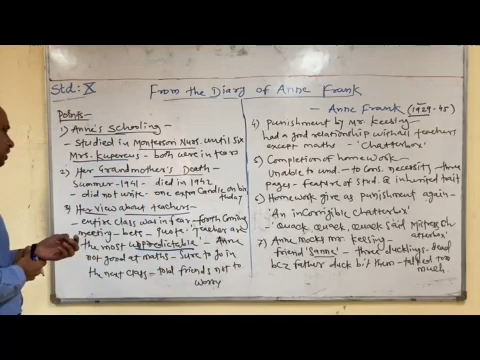 Std: X
From the Diary of Anne Frank
— Anne Frank (1929-45)
Points:-
1) Anne's Schooling -
- Studied in Montersori Nurs. until six
Mrs. Kuperus - both were in tears
2) Her Grandmother's Death -
Summer - 1941 - died in 1942
- did not write - one extra Candle on bir
today
3) Her view about teachers -
- entire class was in fear - forth coming
meeting - bets - quote: 'Teacher are
the most unpredictable' - Anne
not good at maths - Sure to go in
the next class - told friends not to
worry
4) Punishment by Mr. Keesing -
had a good relationship with all teachers
except maths - 'Chatterbox'
5) Completion of homework -
Unable to und. - to cons. necessity - three
pages - feature of stud. & inherited trait
6) Homework give as punishment again -
'An incorrigible Chatterbox'
- 'Quack, Quack, Quack Said Mistress
Chatterbox'
7) Anne mocks Mr. Keesing -
friend 'Sanne' - three ducklings - dead
bcz father duck bit them - talked too
much.